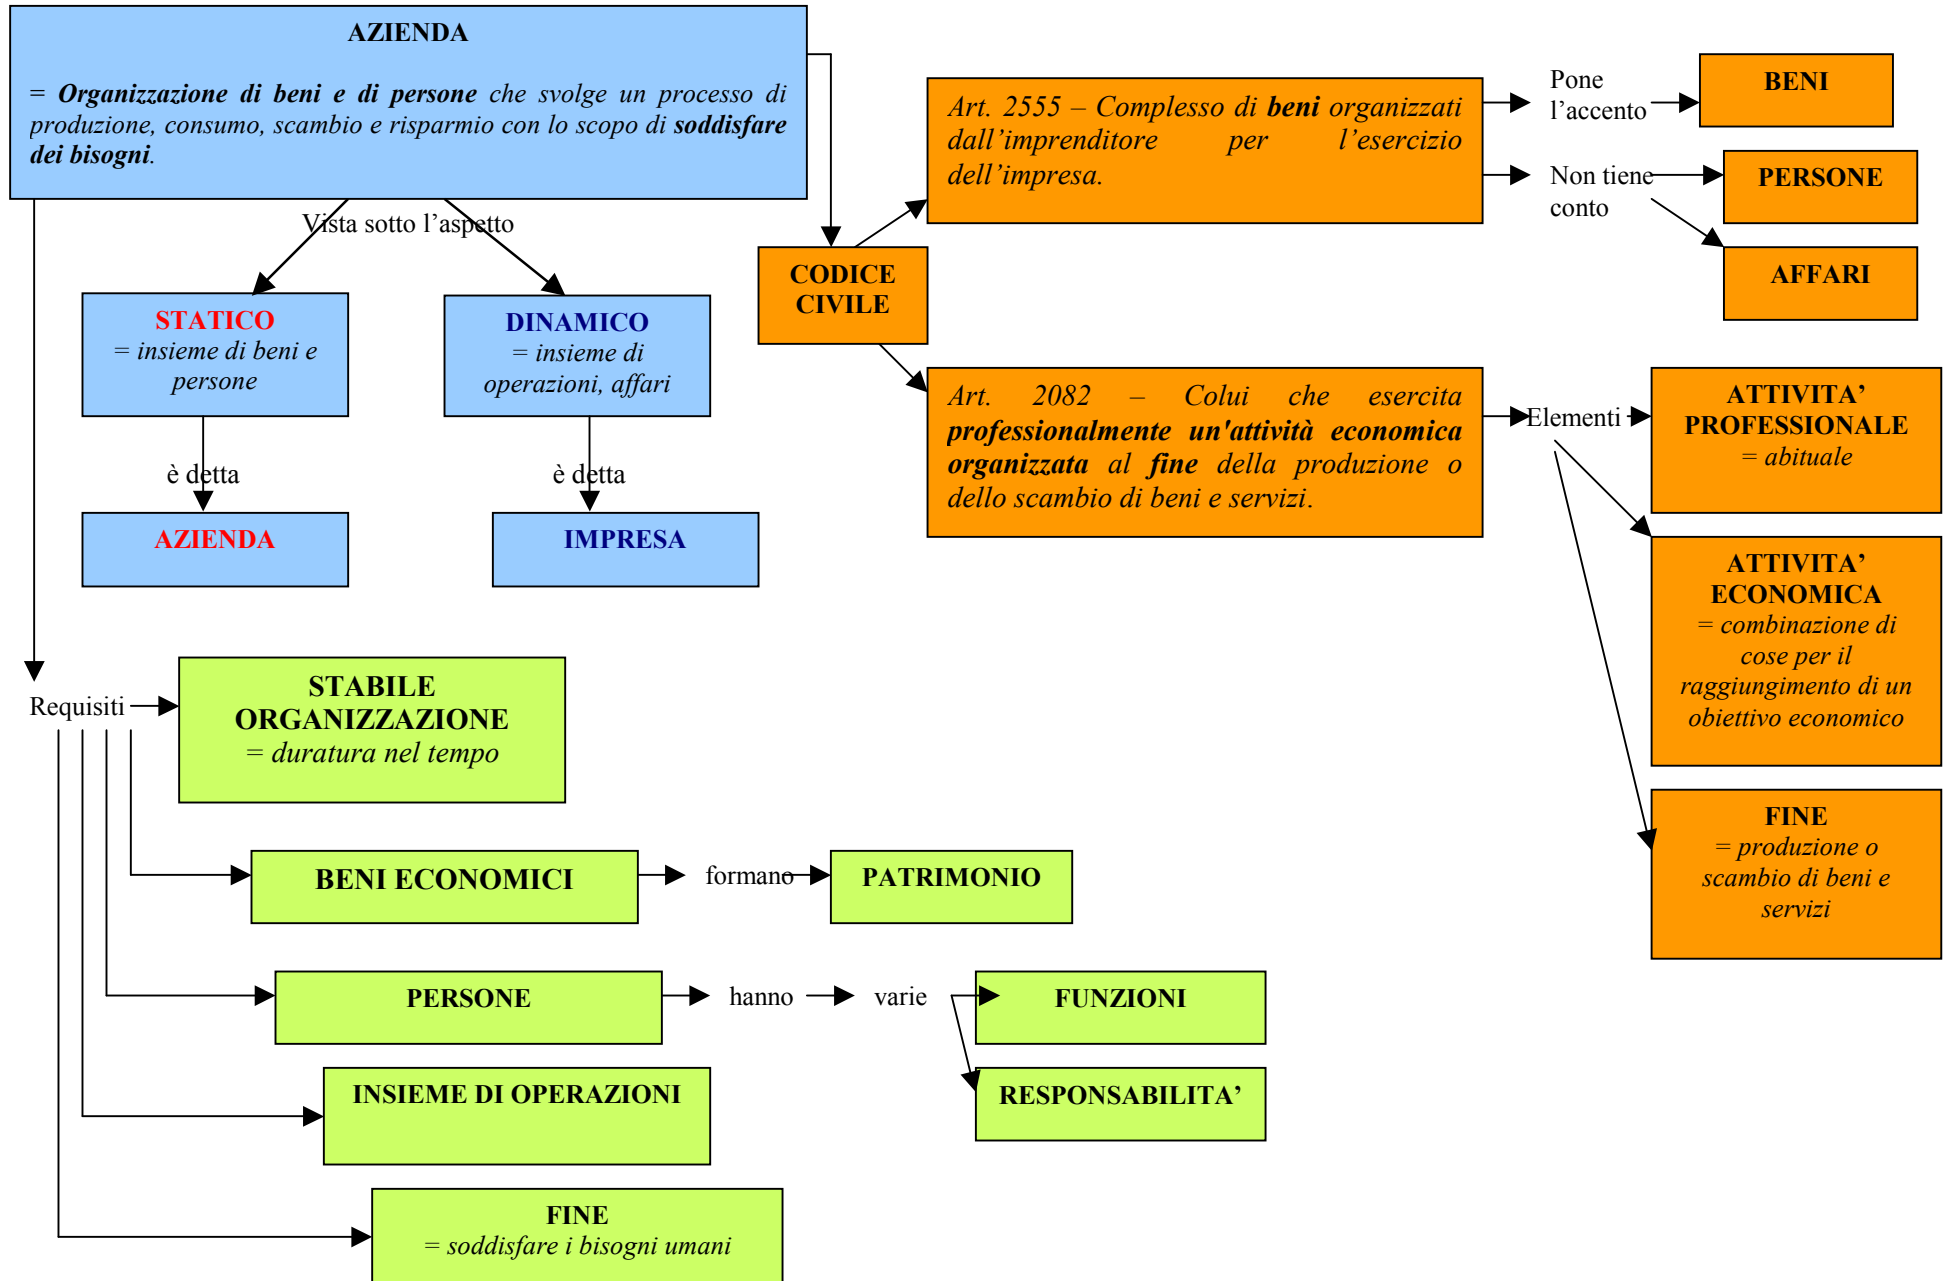 AZIENDA
= Organizzazione di beni e di persone che svolge un processo di
produzione, consumo, scambio e risparmio con lo scopo di soddisfare
dei bisogni.
Vista sotto l’aspetto
STATICO
= insieme di beni e
persone
DINAMICO
= insieme di
operazioni, affari
è detta
è detta
AZIENDA
IMPRESA
CODICE
CIVILE
Art. 2555 – Complesso di beni organizzati
dall’imprenditore per l’esercizio
dell’impresa.
Pone
l’accento
BENI
Non tiene
conto
PERSONE
AFFARI
Art. 2082 – Colui che esercita
professionalmente un'attività economica
organizzata al fine della produzione o
dello scambio di beni e servizi.
Elementi
ATTIVITA’
PROFESSIONALE
= abituale
ATTIVITA’
ECONOMICA
= combinazione di
cose per il
raggiungimento di un
obiettivo economico
FINE
= produzione o
scambio di beni e
servizi
Requisiti
STABILE
ORGANIZZAZIONE
= duratura nel tempo
BENI ECONOMICI
formano
PATRIMONIO
PERSONE
hanno
varie
FUNZIONI
RESPONSABILITA’
INSIEME DI OPERAZIONI
FINE
= soddisfare i bisogni umani